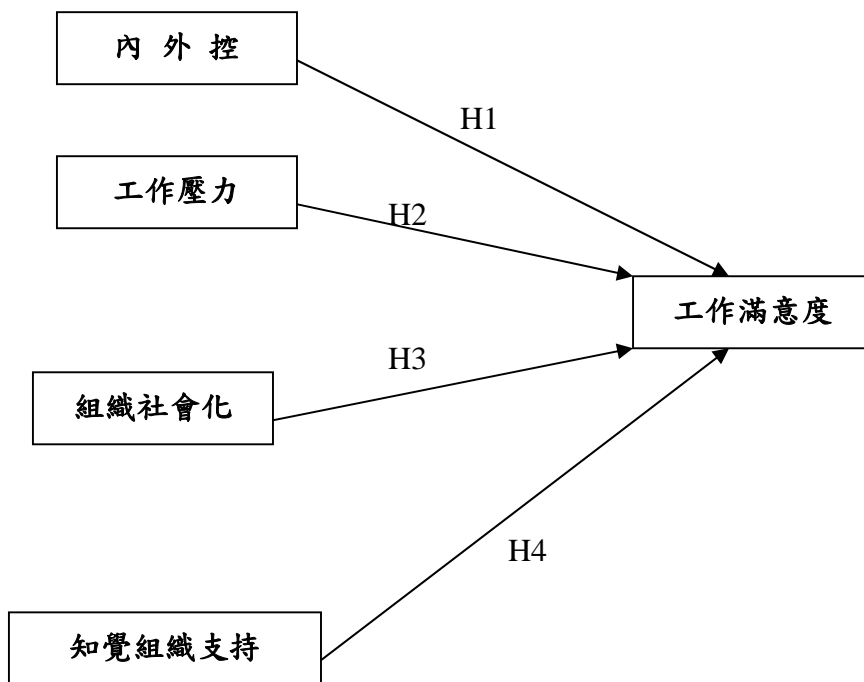 內 外 控
H1
工作壓力
H2
工作滿意度
H3
組織社會化
H4
知覺組織支持